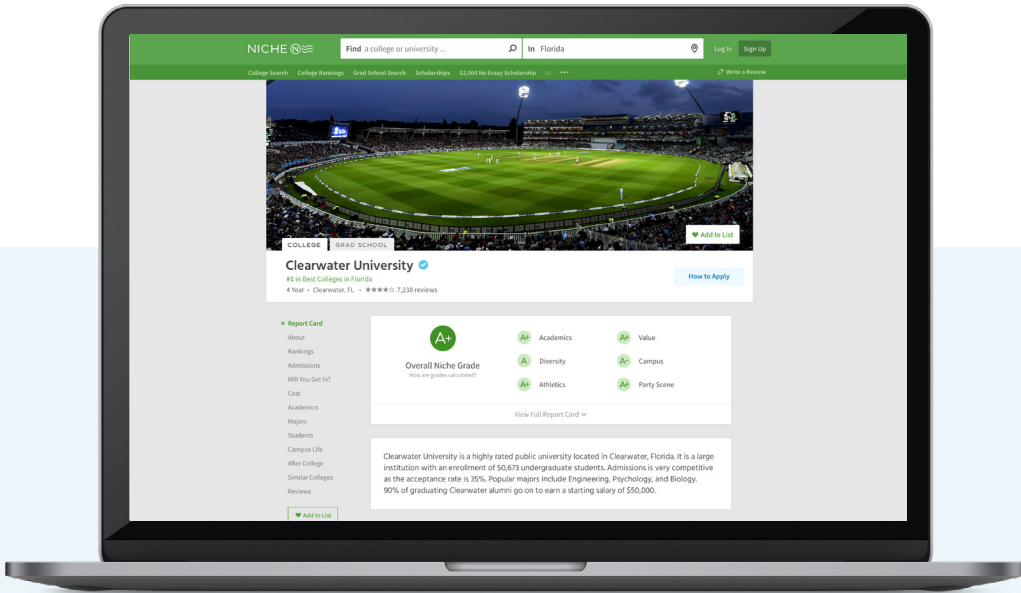 NICHE
Find a college or university ...
In Florida
Log In
Sign Up
College Search College Rankings Grad School Search Scholarships $2,000 No Essay Scholarship •••
Write a Review
Add to List
COLLEGE GRAD SCHOOL
Clearwater University
#1 in Best Colleges in Florida
4 Year • Clearwater, FL • ★★★★☆ 7,238 reviews
How to Apply
Report Card
About
Rankings
Admissions
Will You Get In?
Cost
Academics
Majors
Students
Campus Life
After College
Similar Colleges
Reviews
Add to List
A+
Overall Niche Grade
How are grades calculated?
A+ Academics
A+ Value
A Diversity
A- Campus
A+ Athletics
A+ Party Scene
View Full Report Card
Clearwater University is a highly rated public university located in Clearwater, Florida. It is a large
institution with an enrollment of 50,673 undergraduate students. Admissions is very competitive
as the acceptance rate is 35%. Popular majors include Engineering, Psychology, and Biology.
90% of graduating Clearwater alumni go on to earn a starting salary of $50,000.